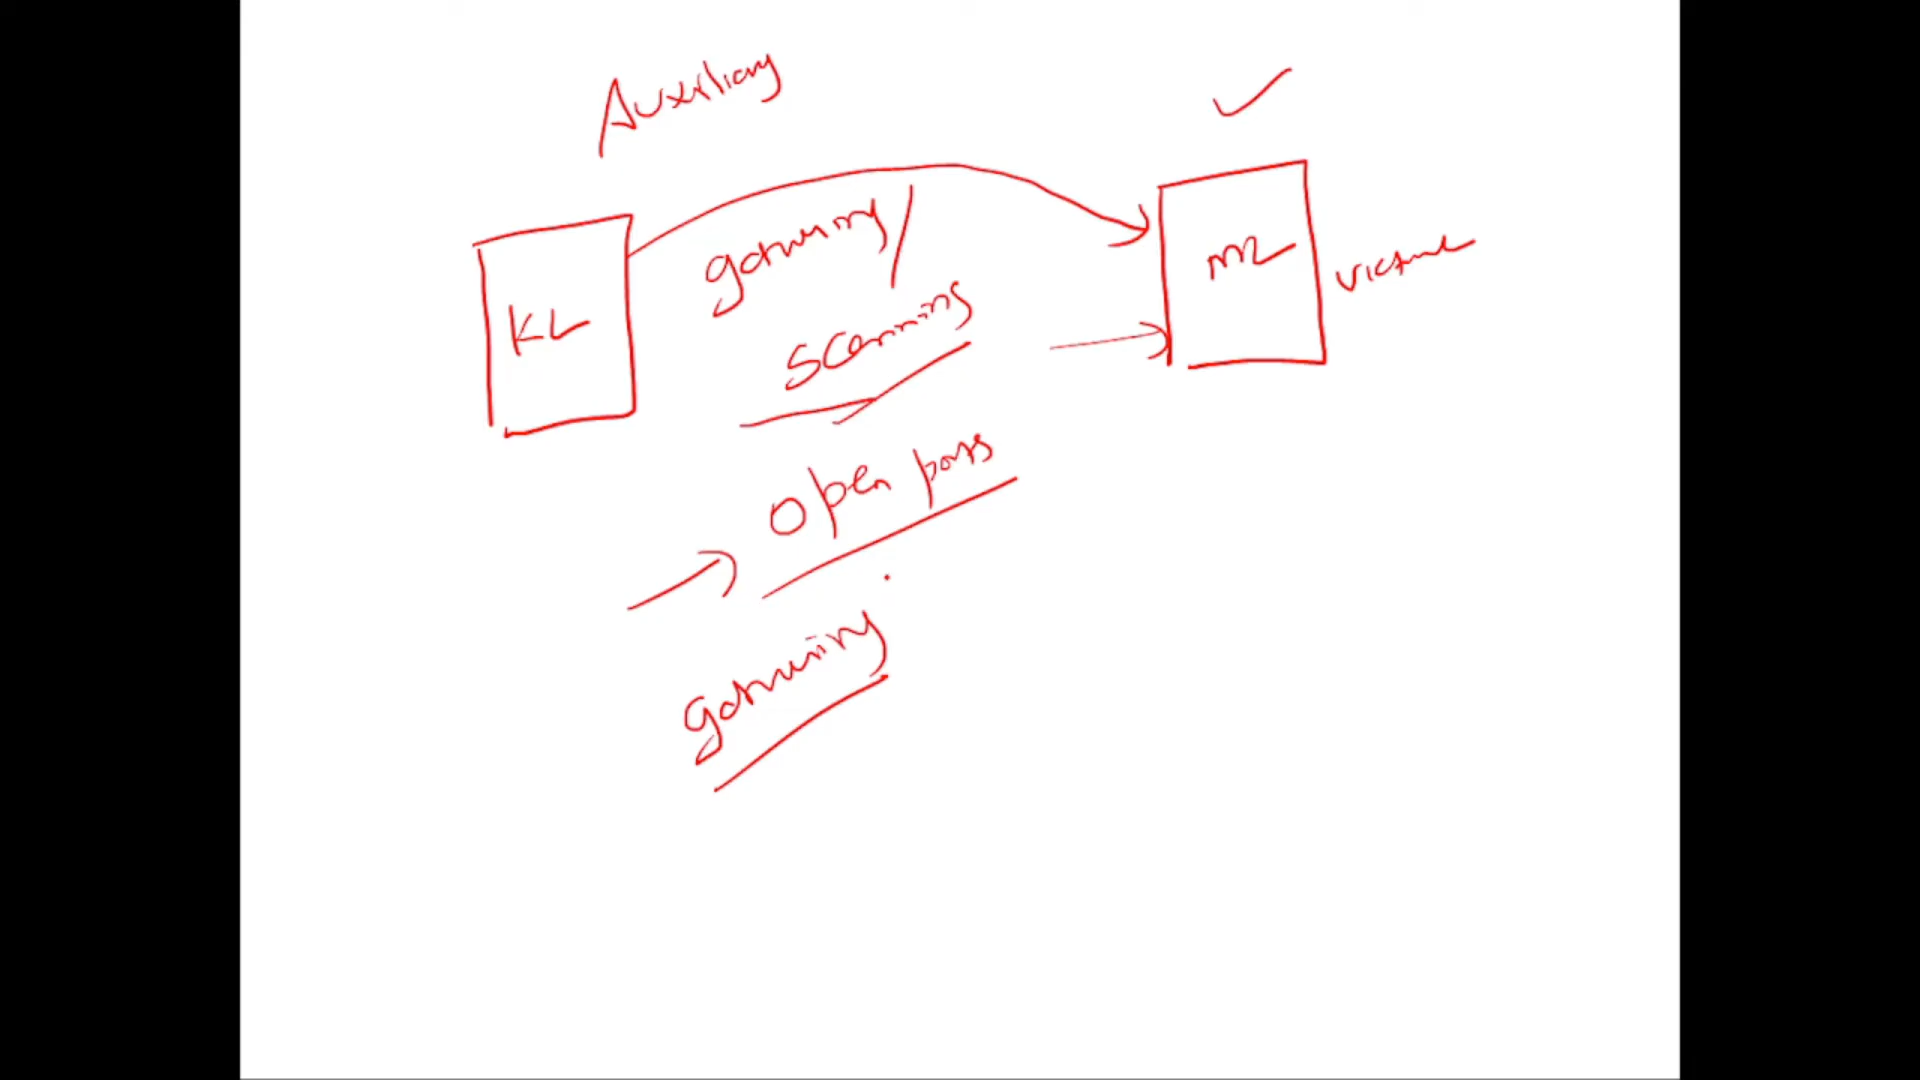 Auxiliary
gathering /
KL
scanning
M2
victim
open ports
gathering